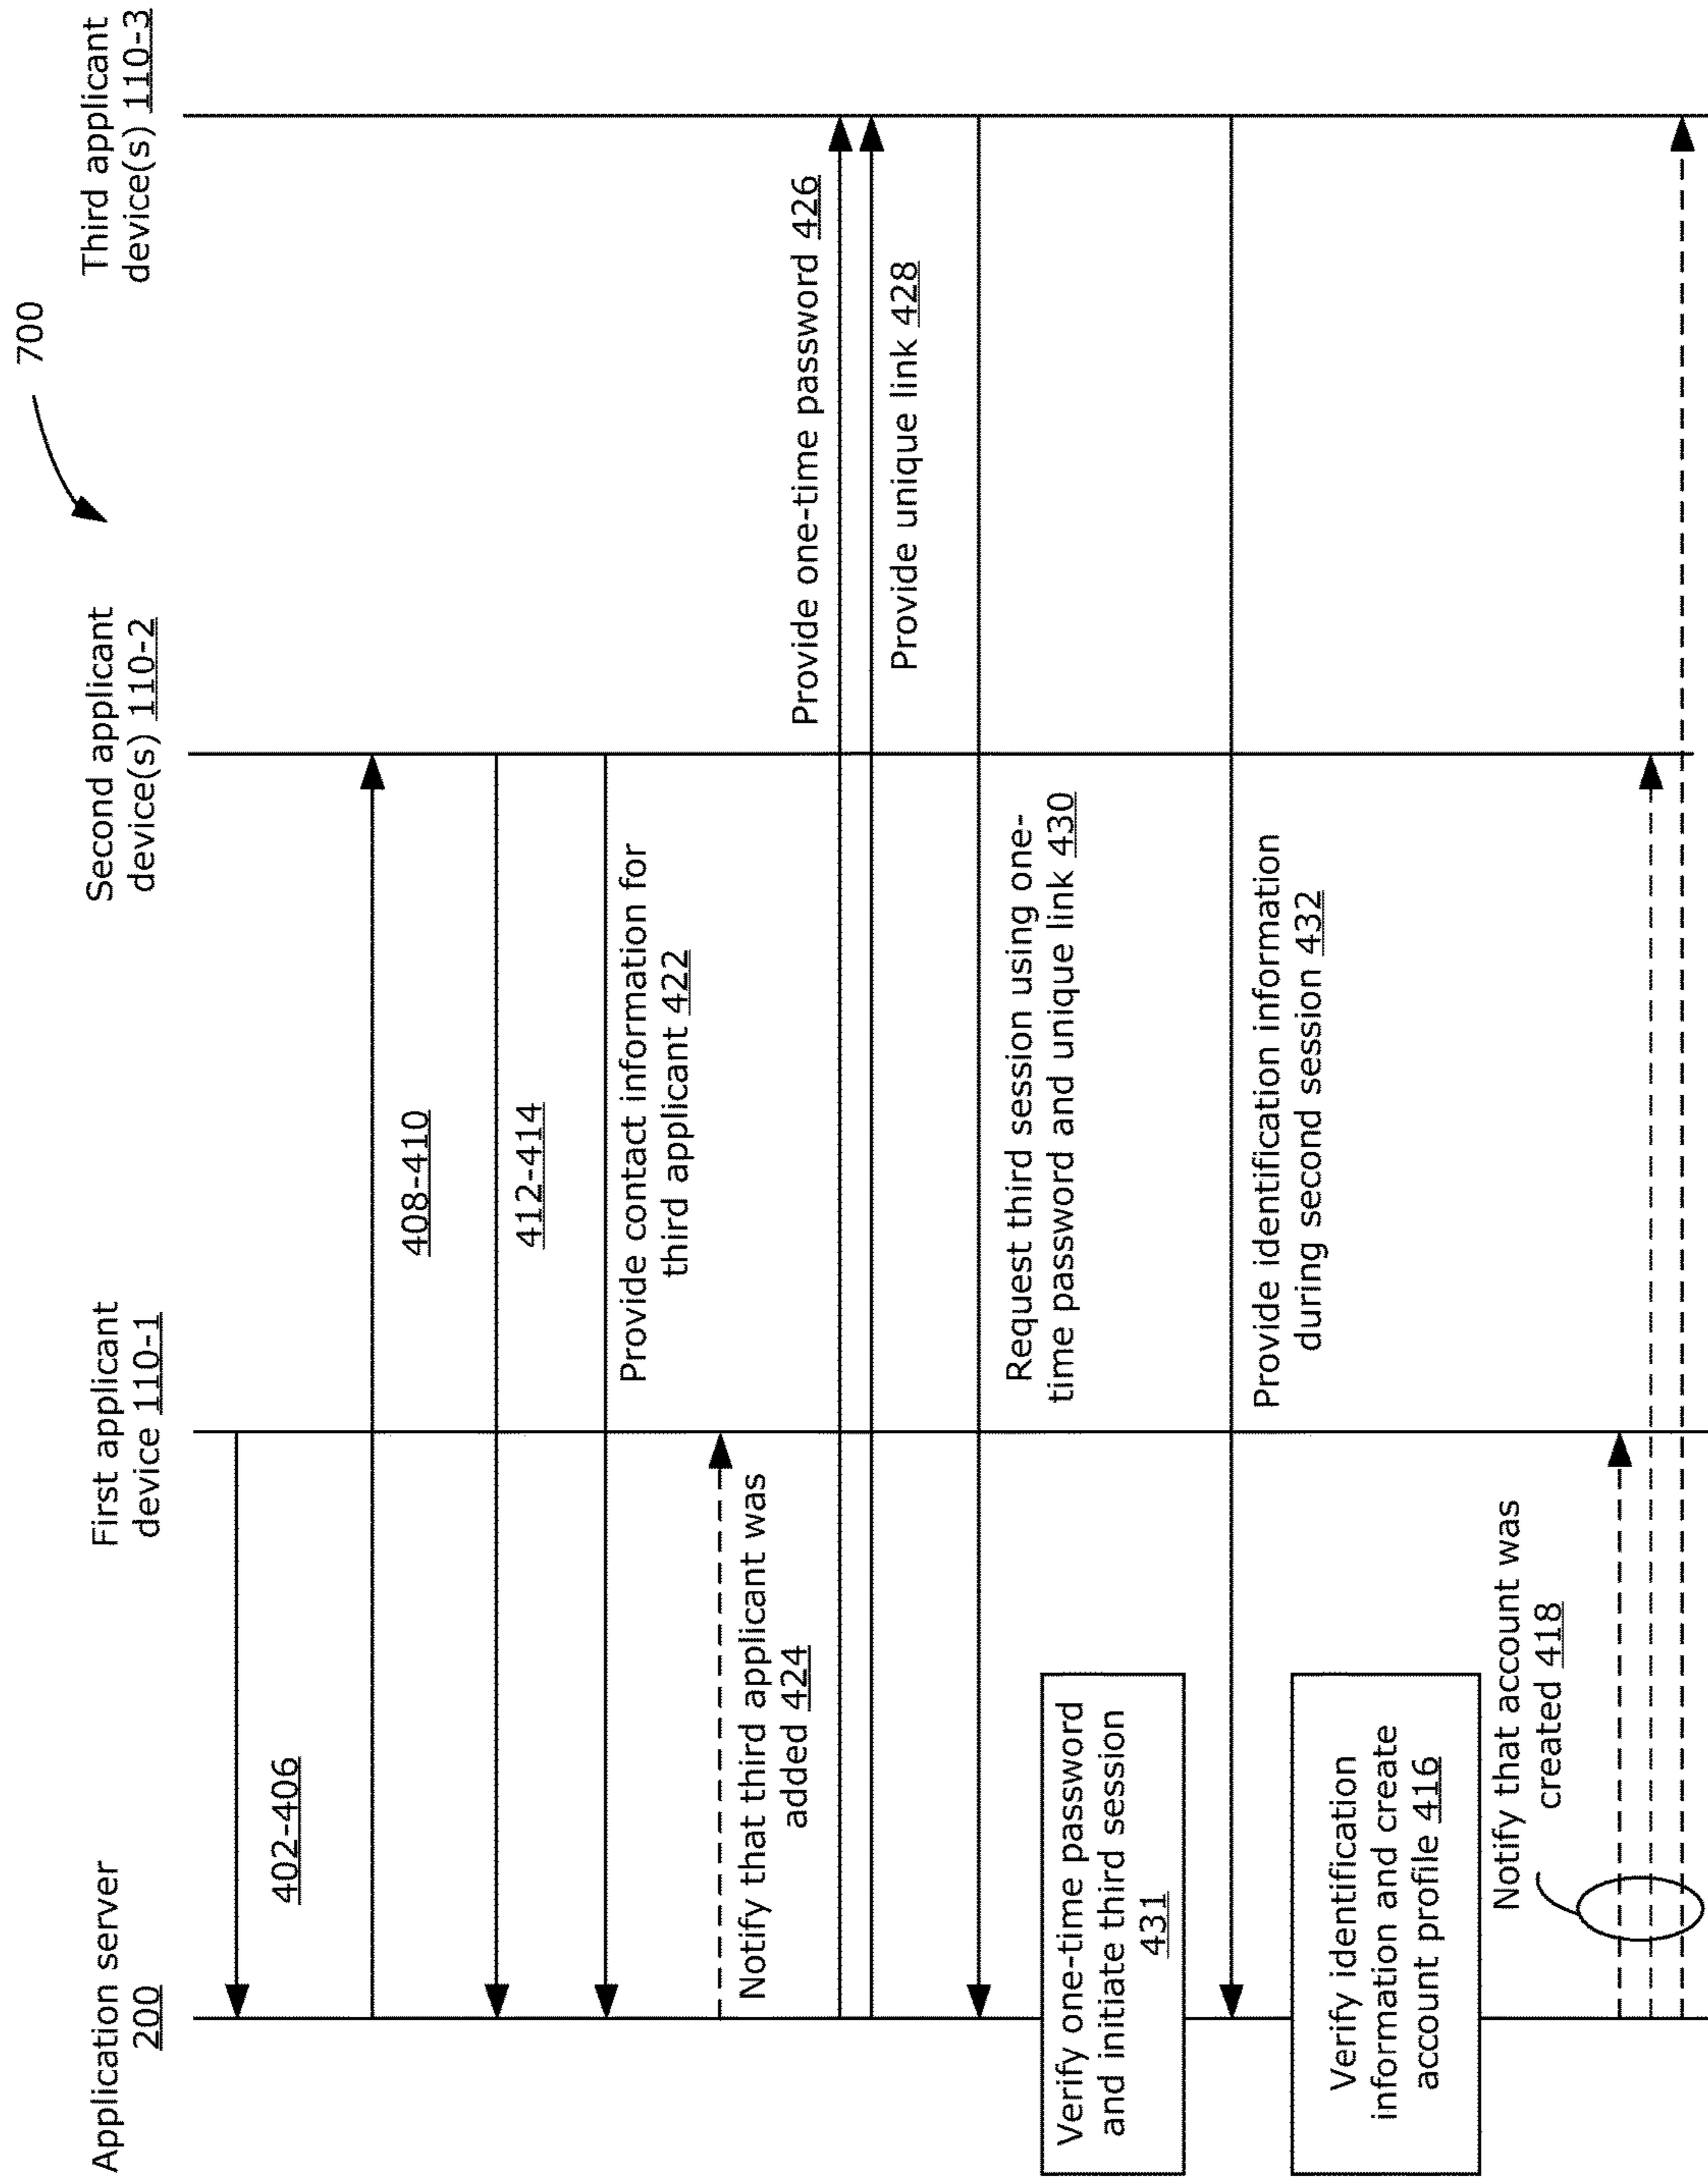 700
Application server
200
First applicant
device 110-1
Second applicant
device(s) 110-2
Third applicant
device(s) 110-3
402-406
408-410
412-414
Provide contact information for
third applicant 422
Notify that third applicant was
added 424
Provide one-time password 426
Provide unique link 428
Request third session using one-
time password and unique link 430
Verify one-time password
and initiate third session
431
Provide identification information
during second session 432
Verify identification
information and create
account profile 416
Notify that account was
created 418